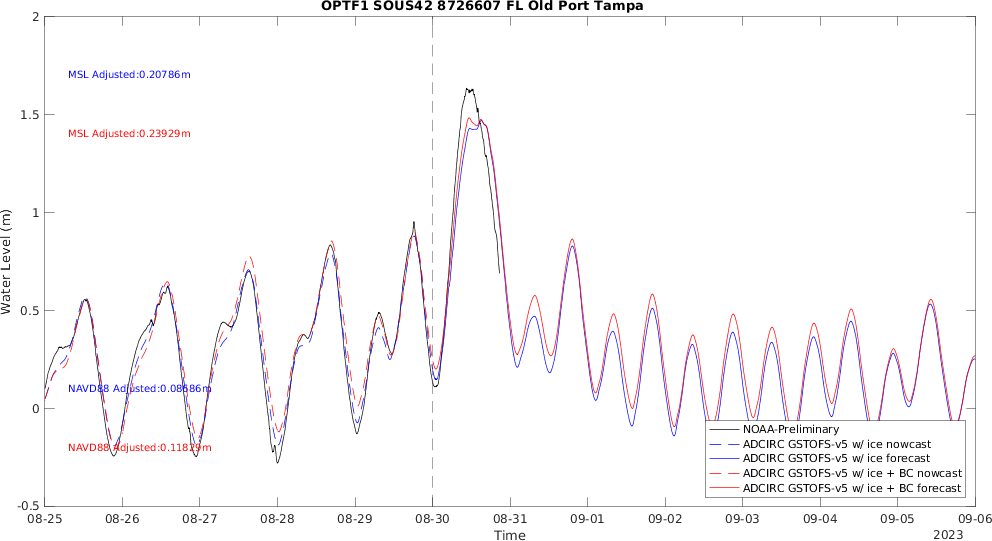 OPTF1 SOUS42 8726607 FL Old Port Tampa
2
1.5
1
0.5
0
-0.5
Water Level (m)
MSL Adjusted:0.20786m
MSL Adjusted:0.23929m
NAVD88 Adjusted:0.08686m
NAVD88 Adjusted:0.11829m
NOAA-Preliminary
ADCIRC GSTOFS-v5 w/ ice nowcast
ADCIRC GSTOFS-v5 w/ ice forecast
ADCIRC GSTOFS-v5 w/ ice + BC nowcast
ADCIRC GSTOFS-v5 w/ ice + BC forecast
08-25 08-26 08-27 08-28 08-29 08-30 08-31 09-01 09-02 09-03 09-04 09-05 09-06
Time
2023